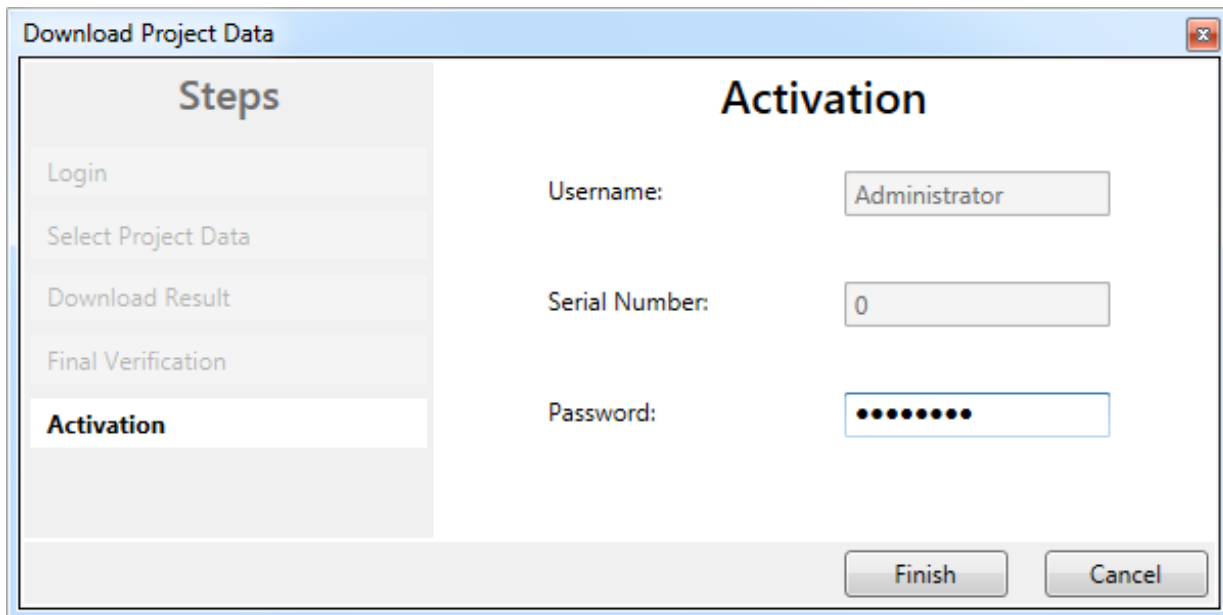 Download Project Data
Steps
Login
Select Project Data
Download Result
Final Verification
Activation
Activation
Username:
Administrator
Serial Number:
0
Password:
••••••••
Finish
Cancel